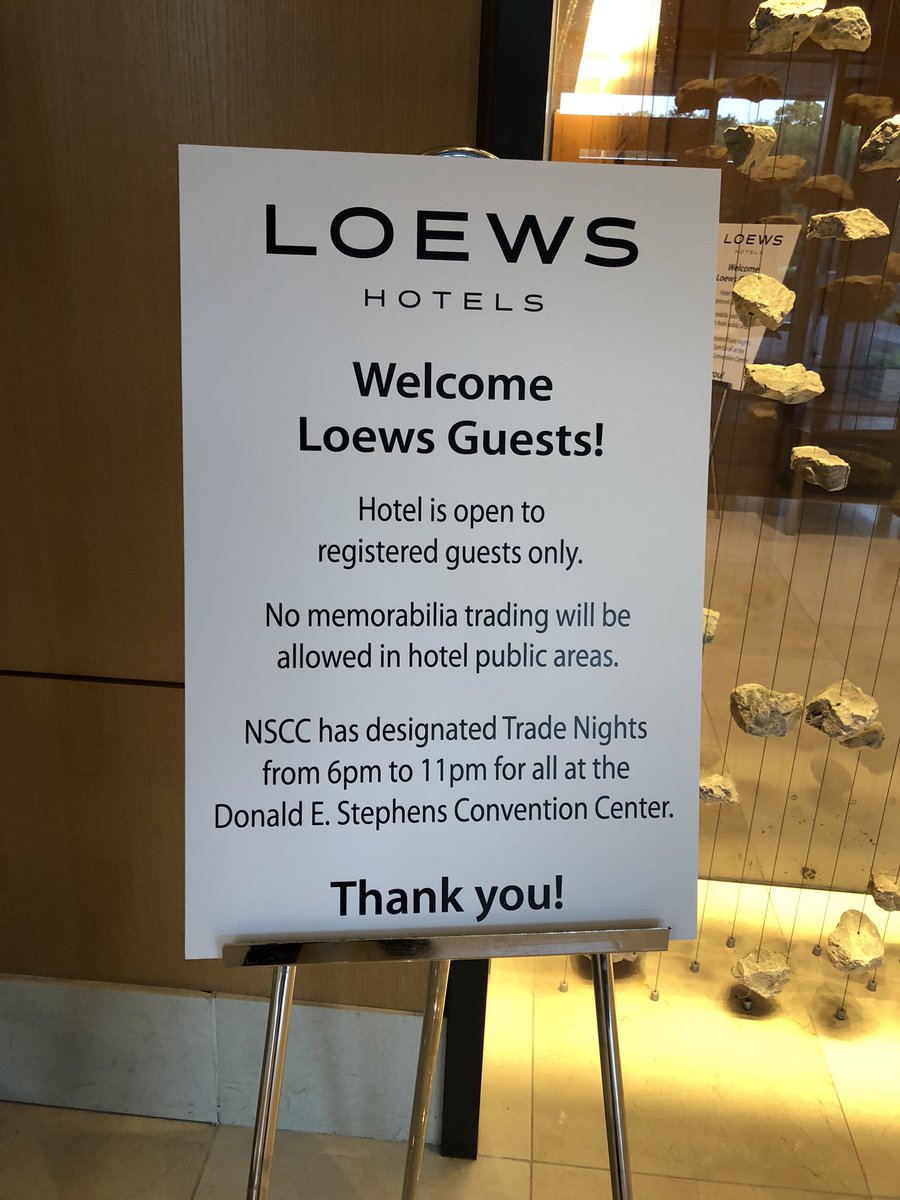 LOEWS
HOTELS
Welcome
Loews Guests!
Hotel is open to
registered guests only.
No memorabilia trading will be
allowed in hotel public areas.
NSCC has designated Trade Nights
from 6pm to 11pm for all at the
Donald E. Stephens Convention Center.
Thank you!
LOEWS
HOTELS
Welcome
Loews